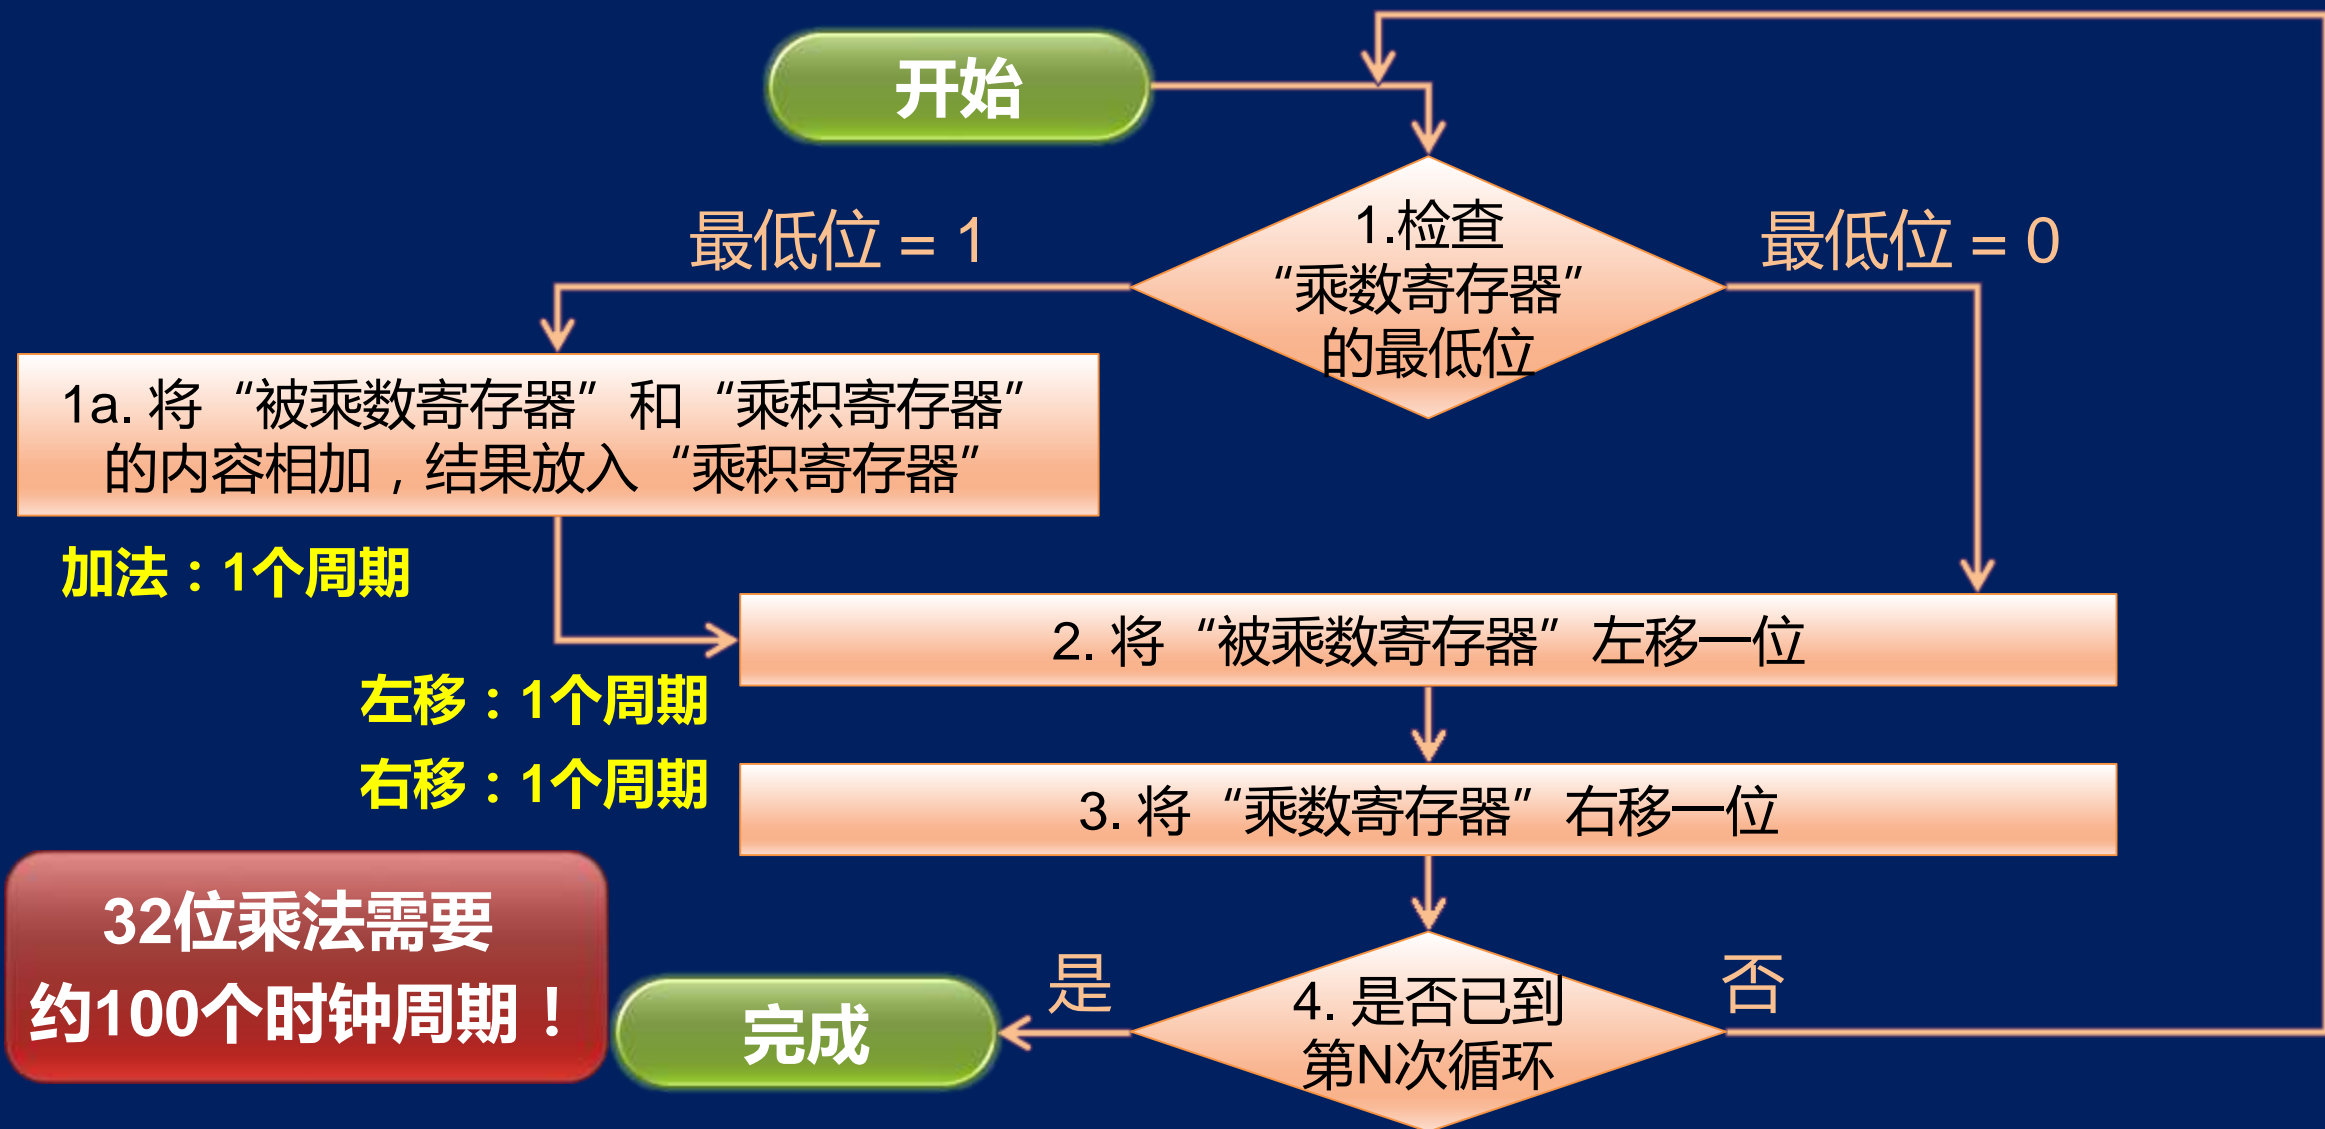 开始
最低位 = 1
1.检查
“乘数寄存器”
的最低位
最低位 = 0
1a. 将“被乘数寄存器”和“乘积寄存器”
的内容相加，结果放入“乘积寄存器”
加法：1个周期
2. 将“被乘数寄存器”左移一位
左移：1个周期
右移：1个周期
3. 将“乘数寄存器”右移一位
32位乘法需要
约100个时钟周期！
完成
是
4. 是否已到
第N次循环
否